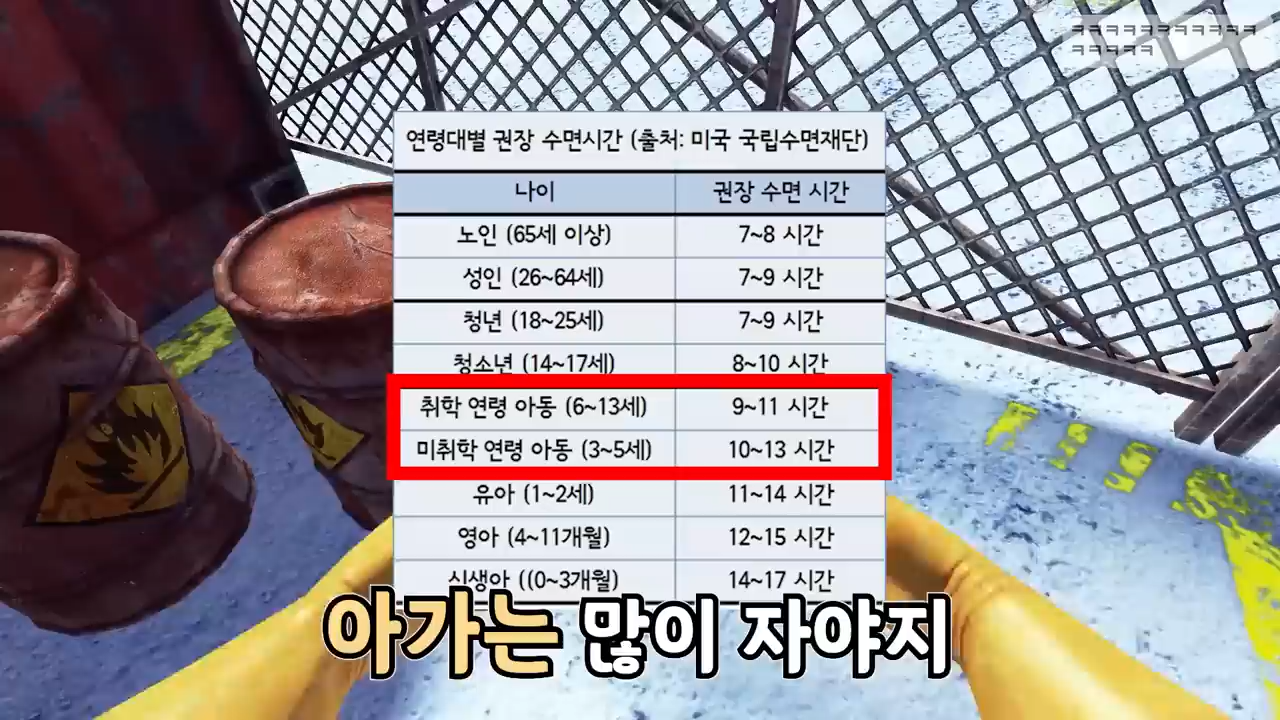 ㅋㅋㅋㅋㅋㅋㅋㅋㅋㅋㅋㅋ
ㅋㅋㅋㅋㅋ
연령대별 권장 수면시간 (출처: 미국 국립수면재단)
나이 권장 수면 시간
노인 (65세 이상) 7~8 시간
성인 (26~64세) 7~9 시간
청년 (18~25세) 7~9 시간
청소년 (14~17세) 8~10 시간
취학 연령 아동 (6~13세) 9~11 시간
미취학 연령 아동 (3~5세) 10~13 시간
유아 (1~2세) 11~14 시간
영아 (4~11개월) 12~15 시간
신생아 ((0~3개월) 14~17 시간
아가는 많이 자야지